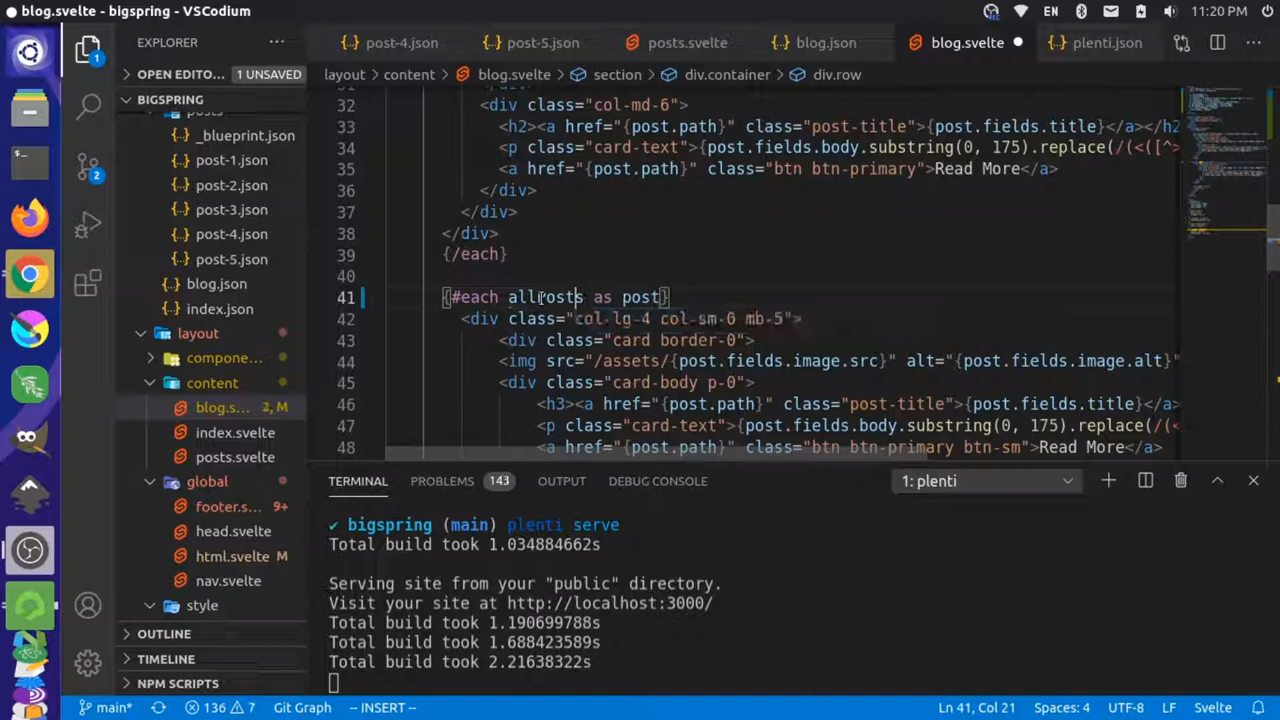 blog.svelte - bigspring - VSCodium
EN
11:20 PM
EXPLORER
post-4.json
post-5.json
posts.svelte
blog.json
blog.svelte
plenti.json
OPEN EDITO... 1 UNSAVED
layout > content > blog.svelte > section > div.container > div.row
BIGSPRING
posts
_blueprint.json
post-1.json
post-2.json
post-3.json
post-4.json
post-5.json
blog.json
index.json
layout
compone...
content
blog.s... 2, M
index.svelte
posts.svelte
global
footer.s... 9+
head.svelte
html.svelte M
nav.svelte
style
OUTLINE
TIMELINE
NPM SCRIPTS
1
2
31 </div>
32 <div class="col-md-6">
33 <h2><a href="{post.path}" class="post-title">{post.fields.title}</a></h2
34 <p class="card-text">{post.fields.body.substring(0, 175).replace(/(<([^>
35 <a href="{post.path}" class="btn btn-primary">Read More</a>
36 </div>
37 </div>
38 </div>
39 {/each}
40
41 {#each allPosts as post}
42 <div class="col-lg-4 col-sm-6 mb-5">
43 <div class="card border-0">
44 <img src="/assets/{post.fields.image.src}" alt="{post.fields.image.alt}"
45 <div class="card-body p-0">
46 <h3><a href="{post.path}" class="post-title">{post.fields.title}</a>
47 <p class="card-text">{post.fields.body.substring(0, 175).replace(/(<
48 <a href="{post.path}" class="btn btn-primary btn-sm">Read More</a>
TERMINAL PROBLEMS 143 OUTPUT DEBUG CONSOLE 1: plenti
✔ bigspring (main) plenti serve
Total build took 1.034884662s
Serving site from your "public" directory.
Visit your site at http://localhost:3000/
Total build took 1.190699788s
Total build took 1.688423589s
Total build took 2.21638322s
main* 136 7 Git Graph -- INSERT -- Ln 41, Col 21 Spaces: 4 UTF-8 LF Svelte